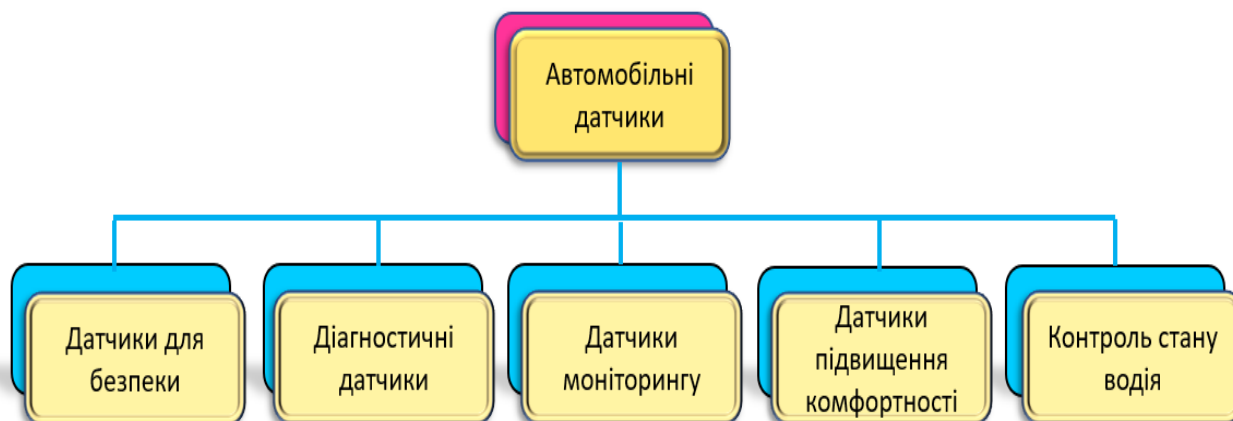 Автомобільні
датчики
Датчики для
безпеки
Діагностичні
датчики
Датчики
моніторингу
Датчики
підвищення
комфортності
Контроль стану
водія